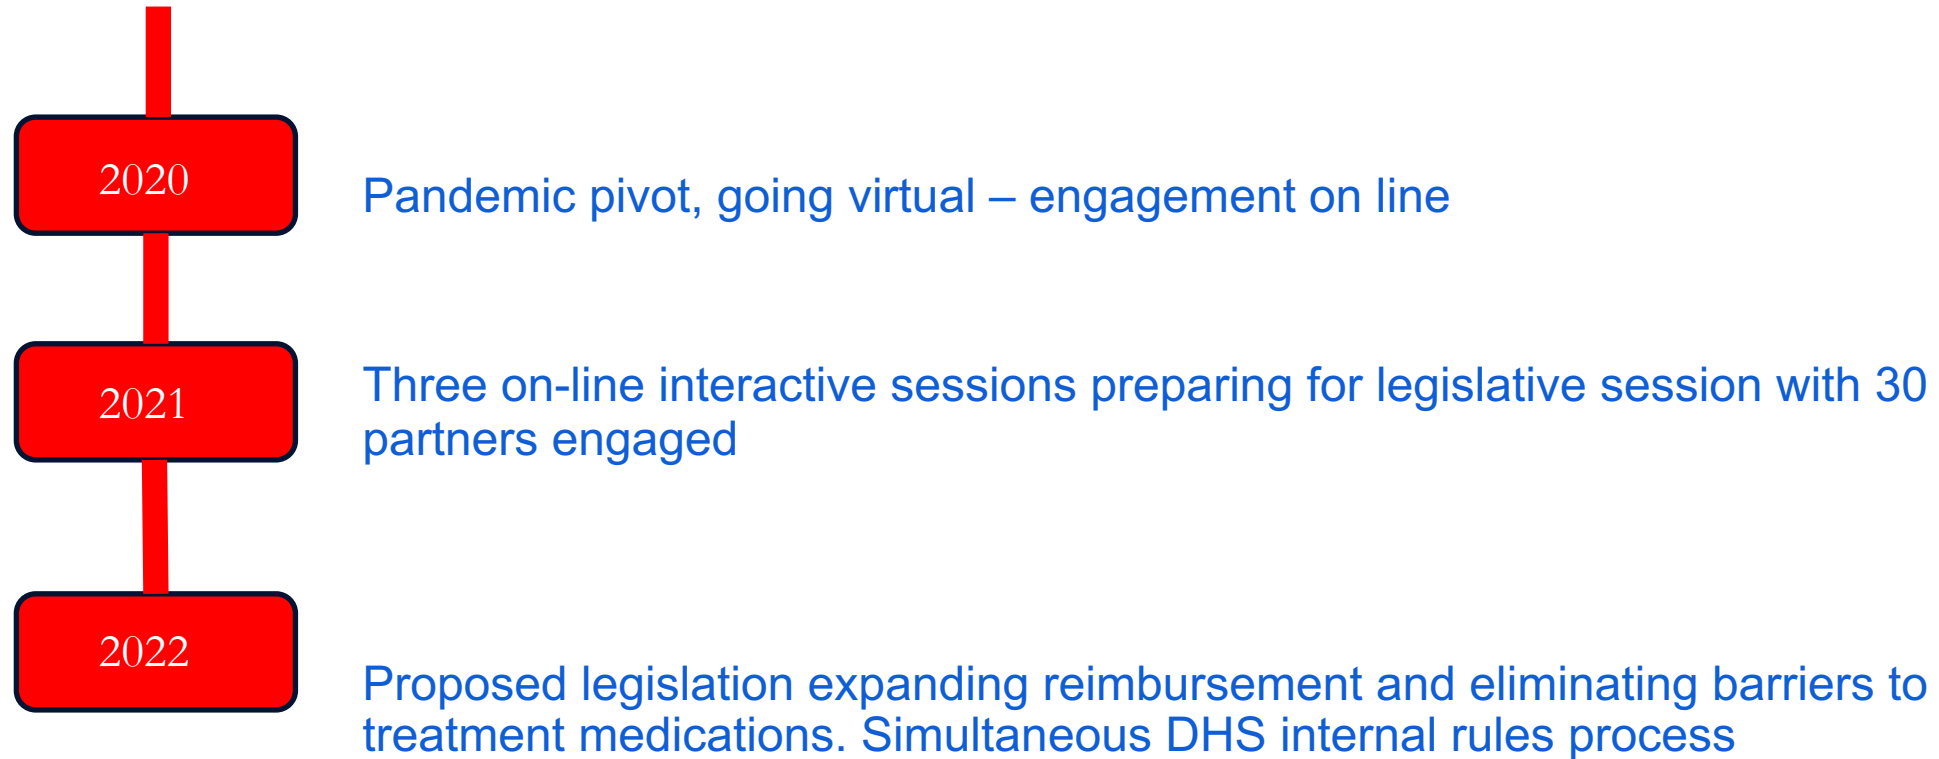 2020
Pandemic pivot, going virtual – engagement on line
2021
Three on-line interactive sessions preparing for legislative session with 30
partners engaged
2022
Proposed legislation expanding reimbursement and eliminating barriers to
treatment medications. Simultaneous DHS internal rules process